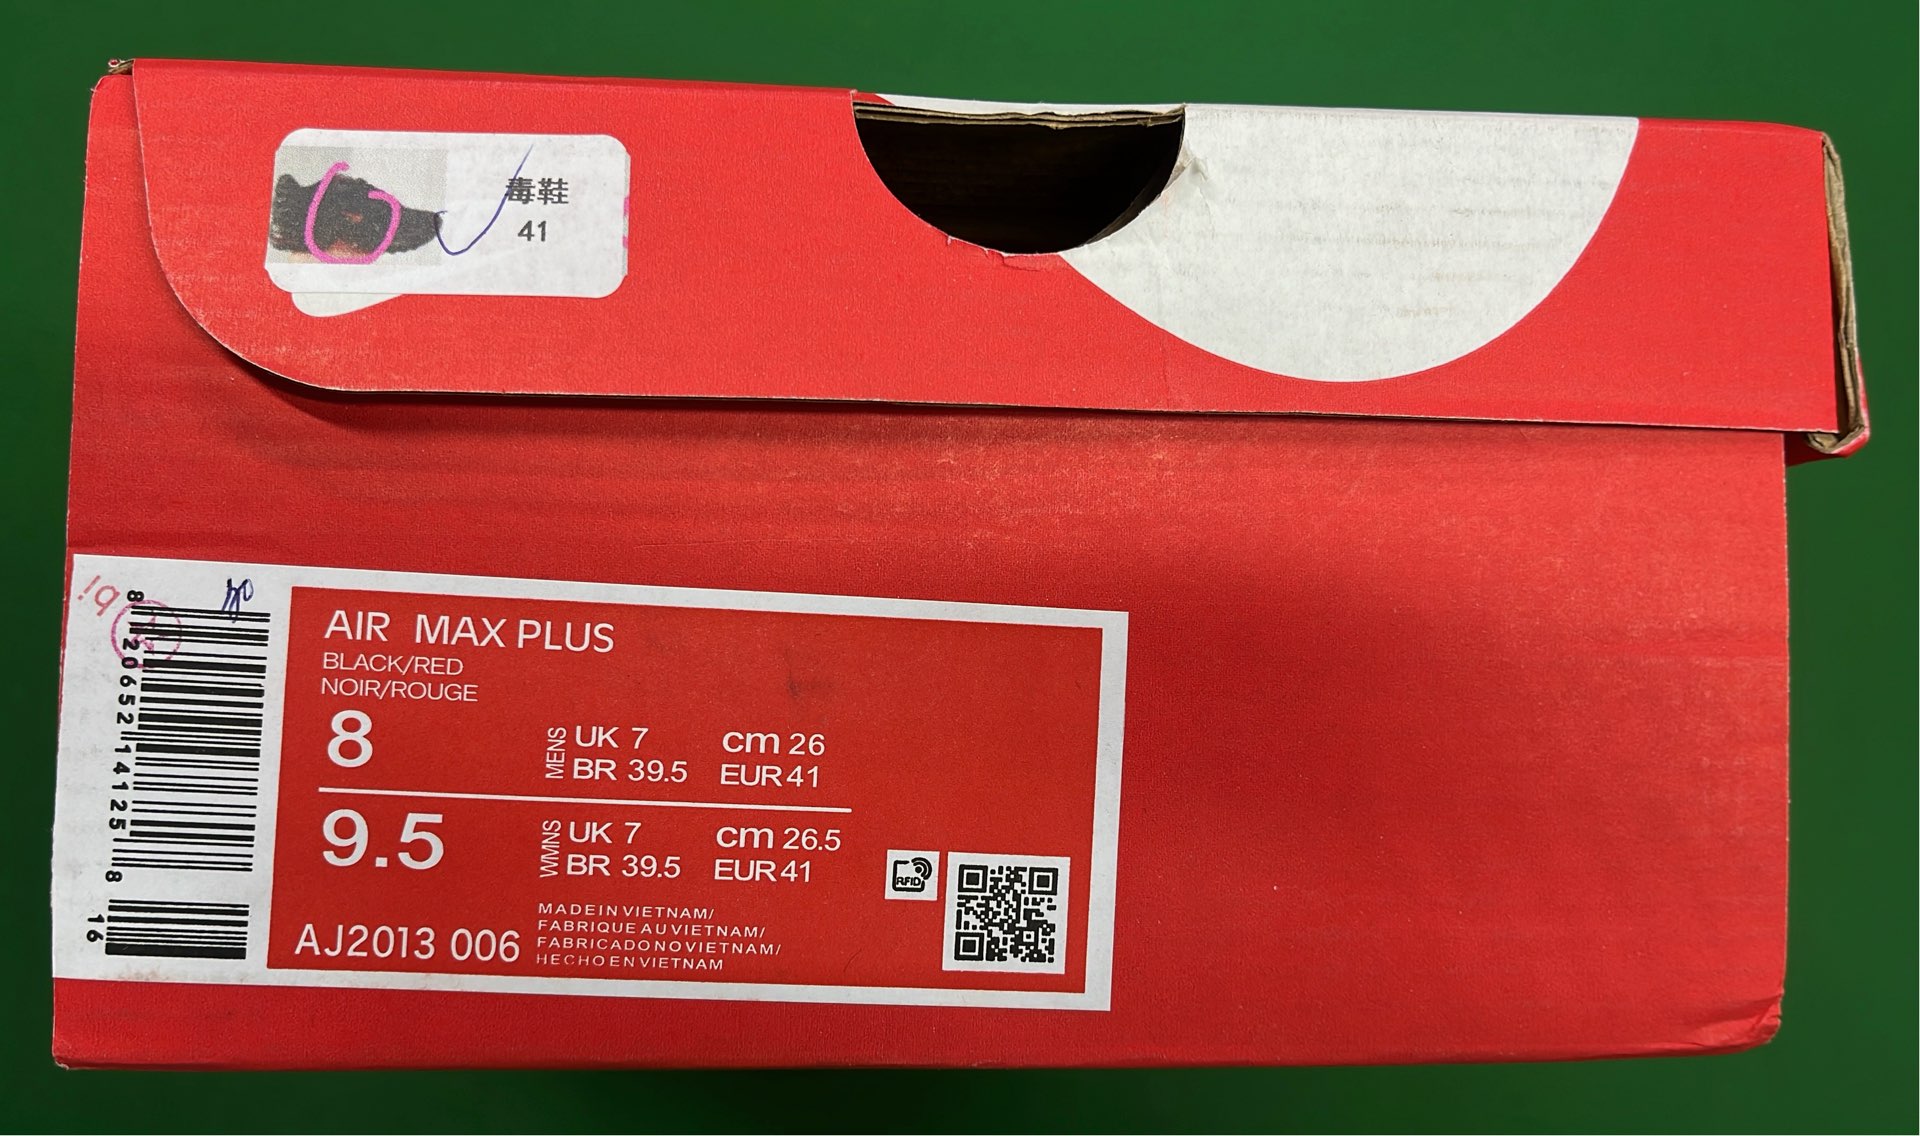 毒鞋
41
bi
8 20652 14125 8
16
AIR MAX PLUS
BLACK/RED
NOIR/ROUGE
8
MENS
UK 7 cm 26
BR 39.5 EUR 41
9.5
WMNS
UK 7 cm 26.5
BR 39.5 EUR 41
RFID
AJ2013 006
MADE IN VIETNAM/
FABRIQUE AU VIETNAM/
FABRICADO NO VIETNAM/
HECHO EN VIETNAM